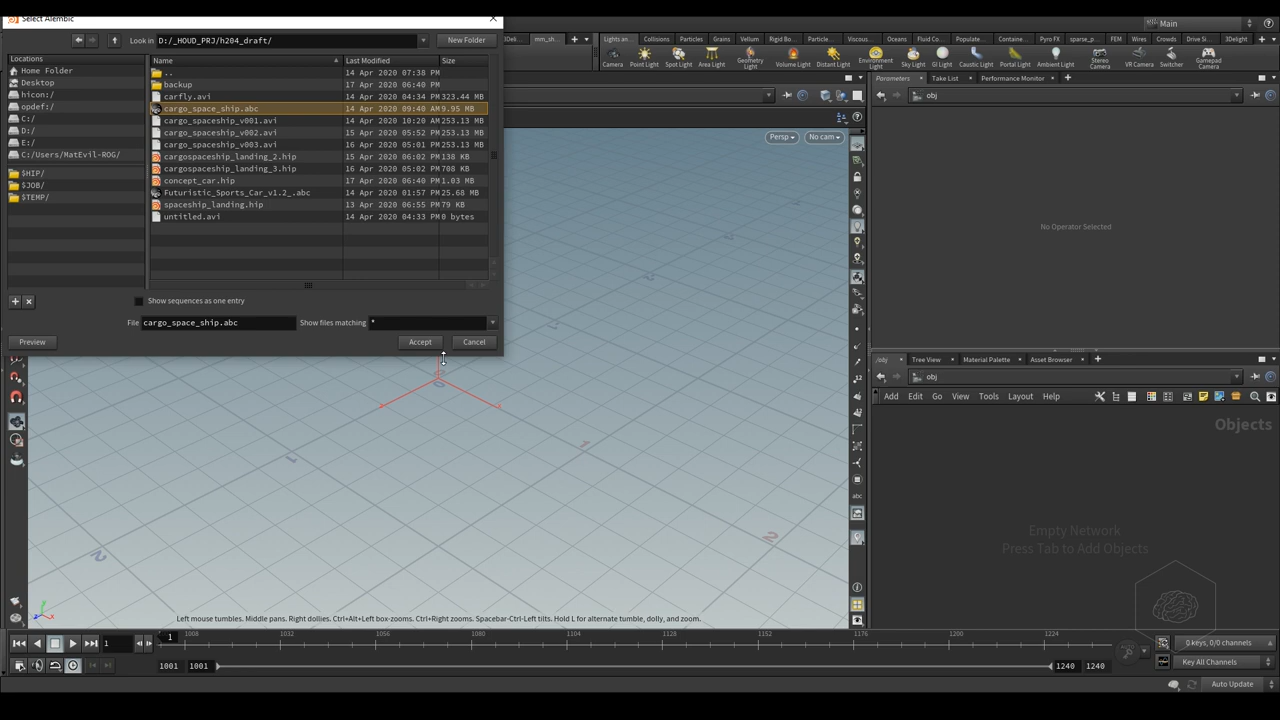 Select Alembic
Main
Look in D:/_HOUD_PRJ/h204_draft/
New Folder
mm_sh...
Lights an...
Collisions
Particles
Grains
Vellum
Rigid Bo...
Particle...
Viscous...
Oceans
Fluid Co...
Populate...
Containe...
Pyro FX
sparse_p...
FEM
Wires
Crowds
Drive Si...
3Delight
Camera
Point Light
Spot Light
Area Light
Geometry Light
Volume Light
Distant Light
Environment Light
Sky Light
GI Light
Caustic Light
Portal Light
Ambient Light
Stereo Camera
VR Camera
Switcher
Gamepad Camera
Locations
Home Folder
Desktop
hicon:/
opdef:/
C:/
D:/
E:/
C:/Users/MatEvil-ROG/
$HIP/
$JOB/
$TEMP/
Name Last Modified Size
.. 14 Apr 2020 07:38 PM
backup 17 Apr 2020 06:40 PM
carfly.avi 14 Apr 2020 04:34 PM 323.44 MB
cargo_space_ship.abc 14 Apr 2020 09:40 AM 9.95 MB
cargo_spaceship_v001.avi 14 Apr 2020 10:20 AM 253.13 MB
cargo_spaceship_v002.avi 15 Apr 2020 05:52 PM 253.13 MB
cargo_spaceship_v003.avi 16 Apr 2020 05:01 PM 253.13 MB
cargospaceship_landing_2.hip 15 Apr 2020 06:02 PM 138 KB
cargospaceship_landing_3.hip 16 Apr 2020 05:02 PM 708 KB
concept_car.hip 17 Apr 2020 06:40 PM 1.03 MB
Futuristic_Sports_Car_v1.2_.abc 14 Apr 2020 01:57 PM 25.68 MB
spaceship_landing.hip 13 Apr 2020 06:55 PM 79 KB
untitled.avi 14 Apr 2020 04:33 PM 0 bytes
Show sequences as one entry
File cargo_space_ship.abc Show files matching *
Preview Accept Cancel
Persp No cam
Parameters Take List Performance Monitor
obj
No Operator Selected
/obj Tree View Material Palette Asset Browser
obj
Add Edit Go View Tools Layout Help
Objects
Empty Network
Press Tab to Add Objects
12
abc
1
1
2
2
Left mouse tumbles. Middle pans. Right dollies. Ctrl+Alt+Left box-zooms. Ctrl+Right zooms. Spacebar-Ctrl-Left tilts. Hold L for alternate tumble, dolly, and zoom.
1 1 1008 1032 1056 1080 1104 1128 1152 1176 1200 1224
0 keys, 0/0 channels
1001 1001 1240 1240 Key All Channels
Auto Update